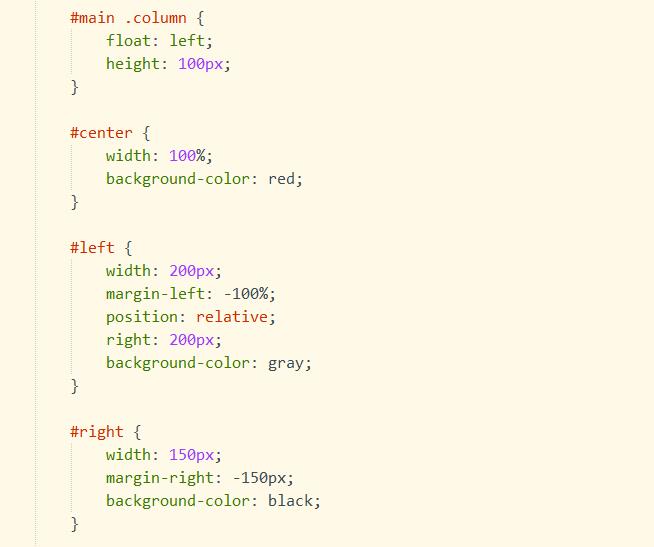 #main .column {
    float: left;
    height: 100px;
}

#center {
    width: 100%;
    background-color: red;
}

#left {
    width: 200px;
    margin-left: -100%;
    position: relative;
    right: 200px;
    background-color: gray;
}

#right {
    width: 150px;
    margin-right: -150px;
    background-color: black;
}